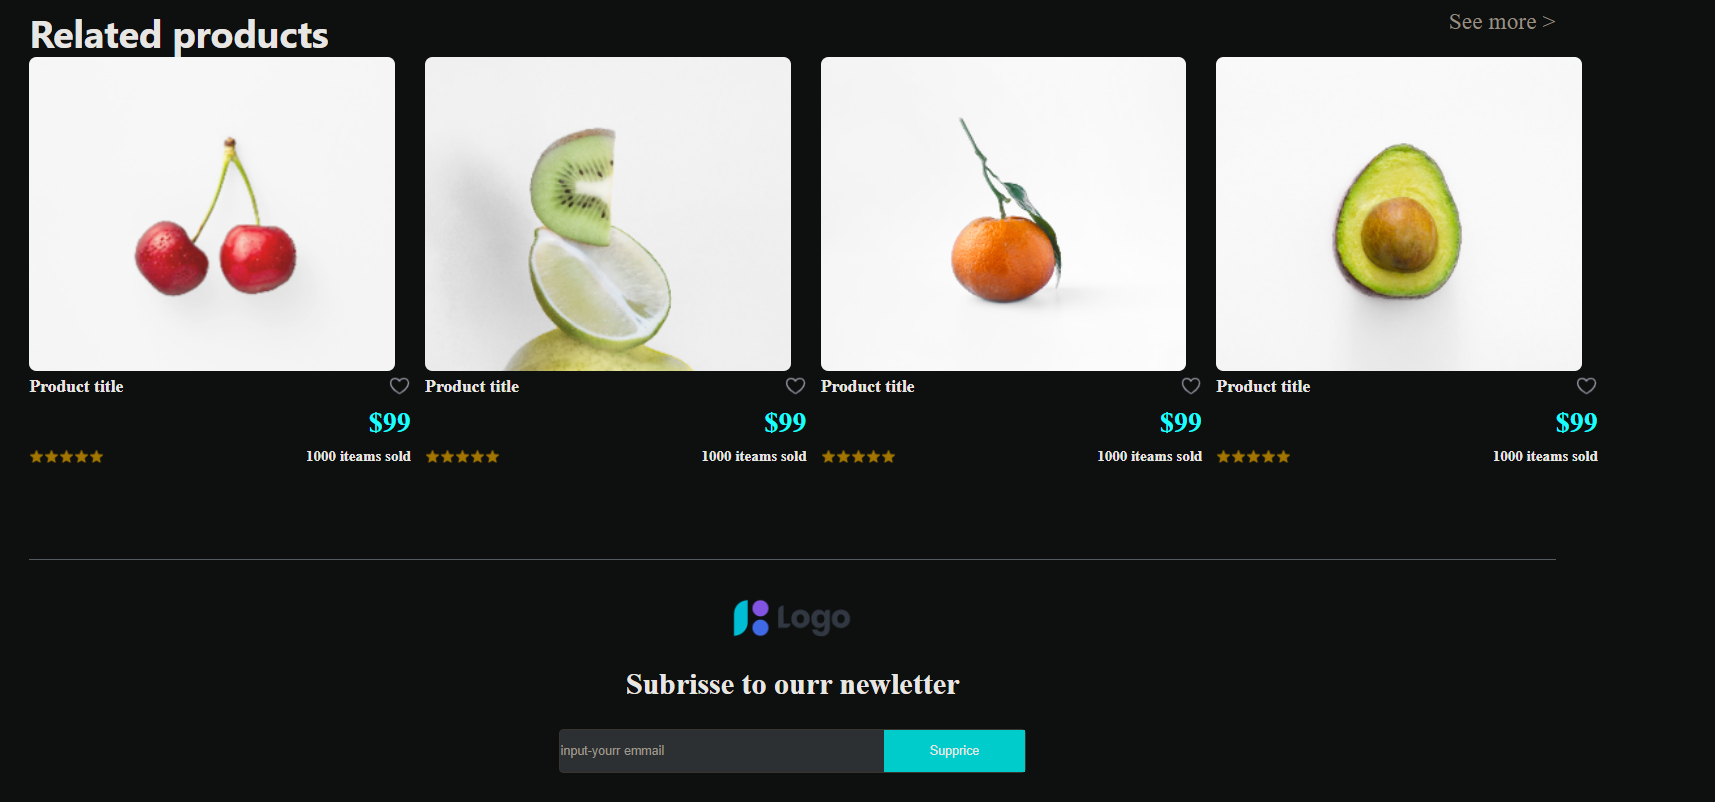 Related products
See more >
Product title
Product title
Product title
Product title
$99
$99
$99
$99
1000 iteams sold
1000 iteams sold
1000 iteams sold
1000 iteams sold
Logo
Subrisse to ourr newletter
input-yourr emmail
Supprice